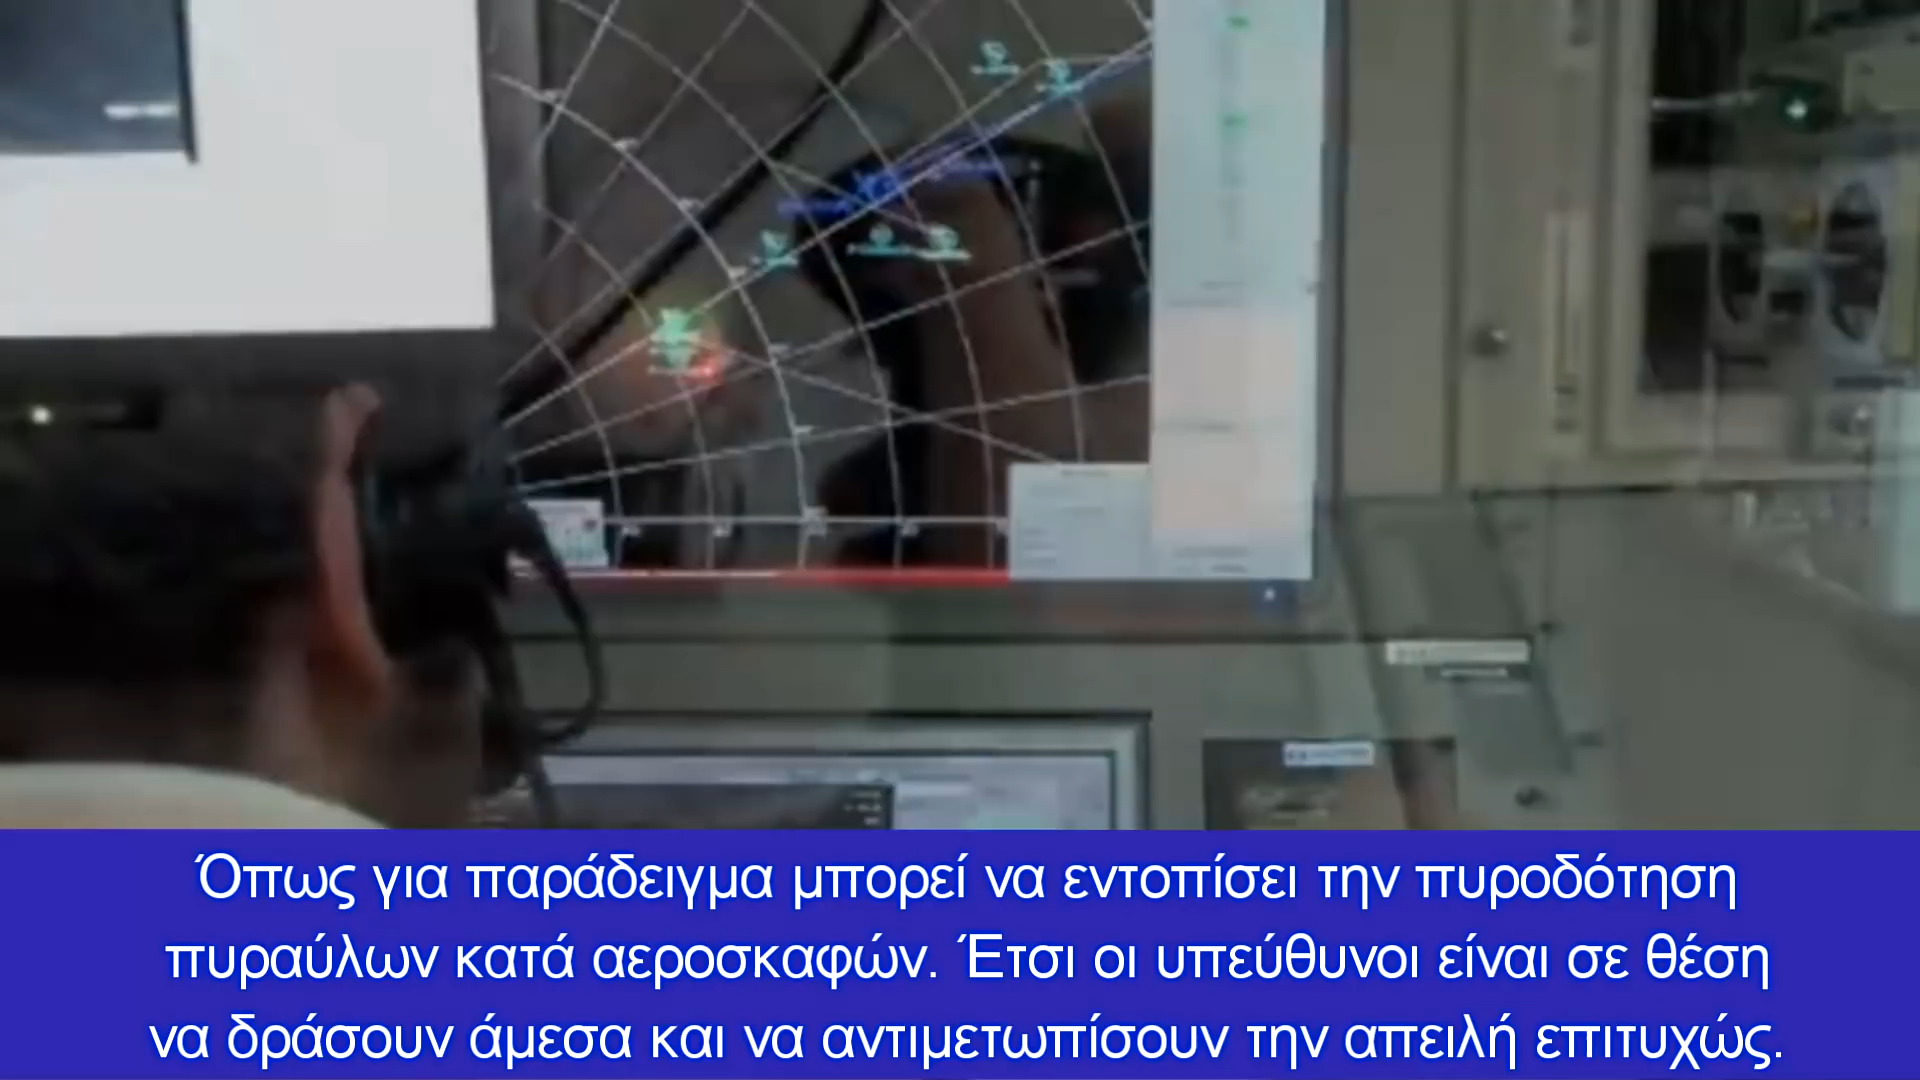 Όπως για παράδειγμα μπορεί να εντοπίσει την πυροδότηση
πυραύλων κατά αεροσκαφών. Έτσι οι υπεύθυνοι είναι σε θέση
να δράσουν άμεσα και να αντιμετωπίσουν την απειλή επιτυχώς.